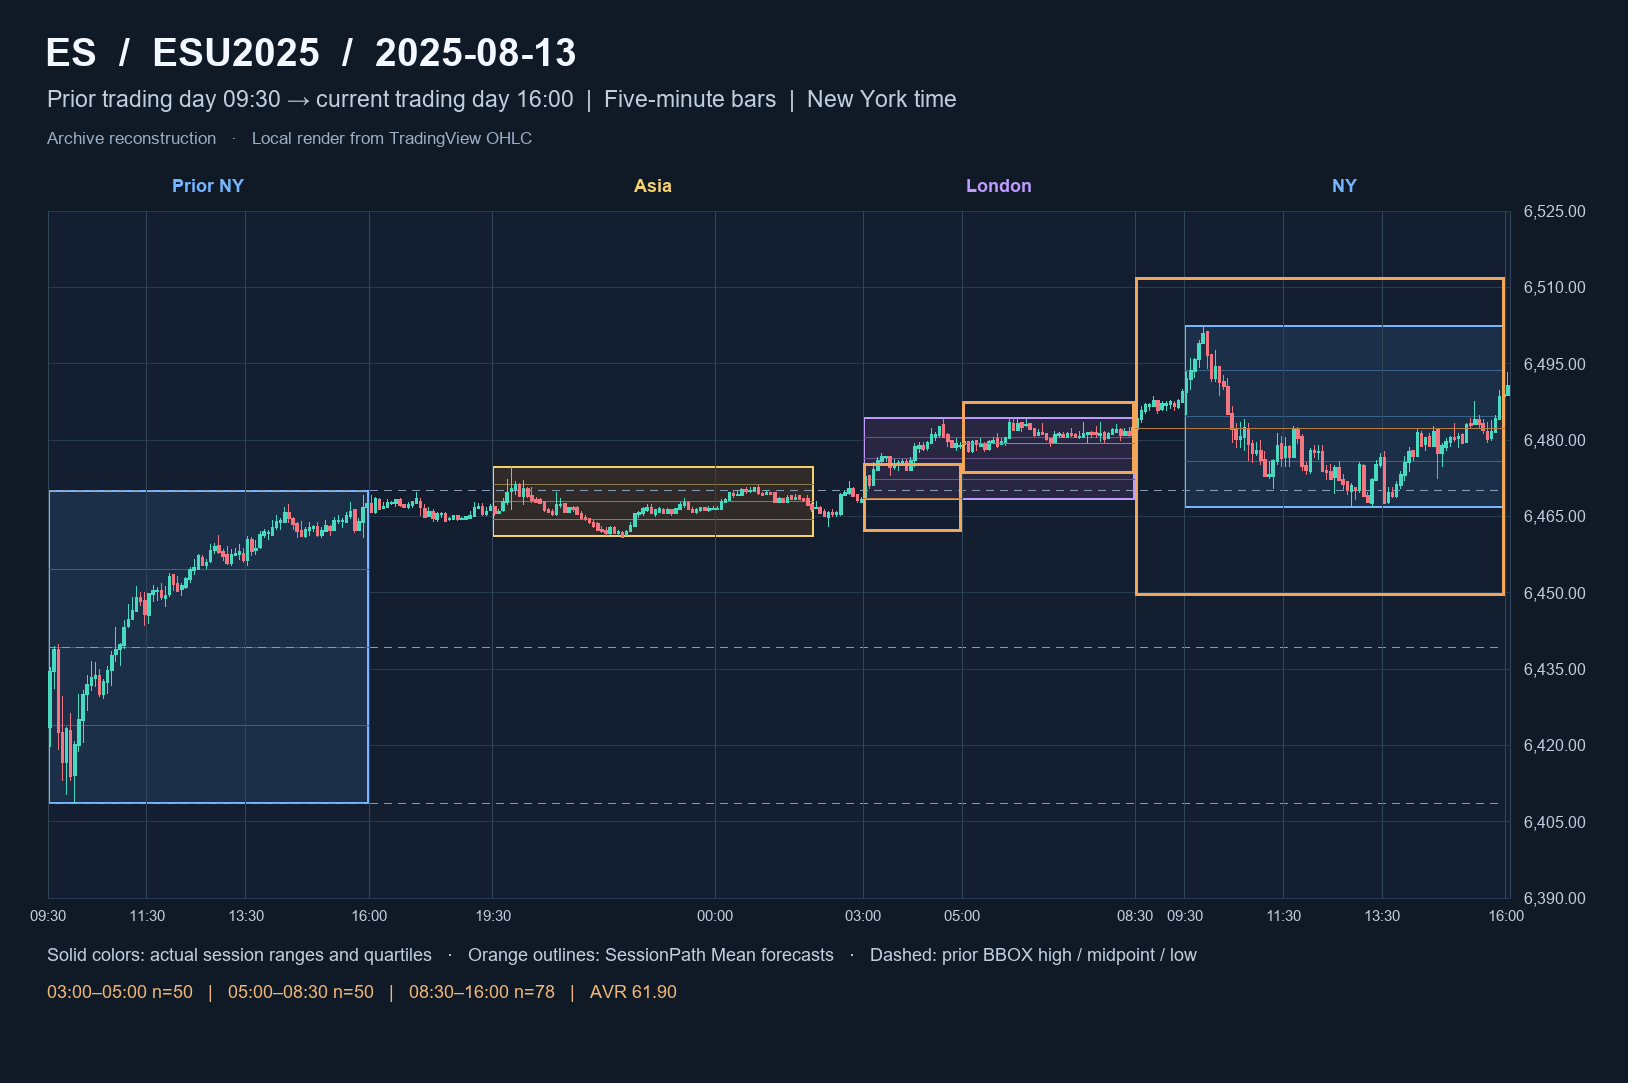 ES / ESU2025 / 2025-08-13
Prior trading day 09:30 → current trading day 16:00 | Five-minute bars | New York time
Archive reconstruction · Local render from TradingView OHLC
Prior NY Asia London NY
6,525.00
6,510.00
6,495.00
6,480.00
6,465.00
6,450.00
6,435.00
6,420.00
6,405.00
6,390.00
09:30 11:30 13:30 16:00 19:30 00:00 03:00 05:00 08:30 09:30 11:30 13:30 16:00
Solid colors: actual session ranges and quartiles · Orange outlines: SessionPath Mean forecasts · Dashed: prior BBOX high / midpoint / low
03:00–05:00 n=50 | 05:00–08:30 n=50 | 08:30–16:00 n=78 | AVR 61.90